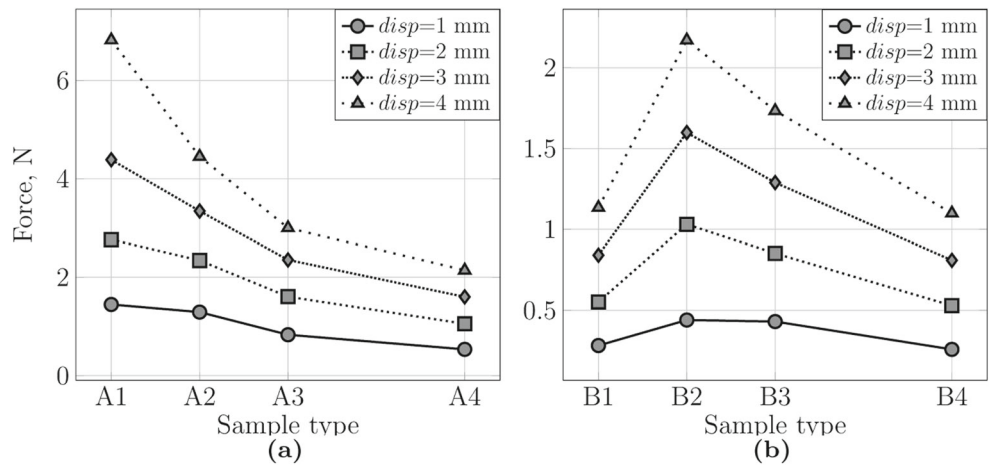 disp=1 mm
disp=2 mm
disp=3 mm
disp=4 mm
6
4
2
0
Force, N
A1 A2 A3 A4
Sample type
(a)
disp=1 mm
disp=2 mm
disp=3 mm
disp=4 mm
2
1.5
1
0.5
B1 B2 B3 B4
Sample type
(b)